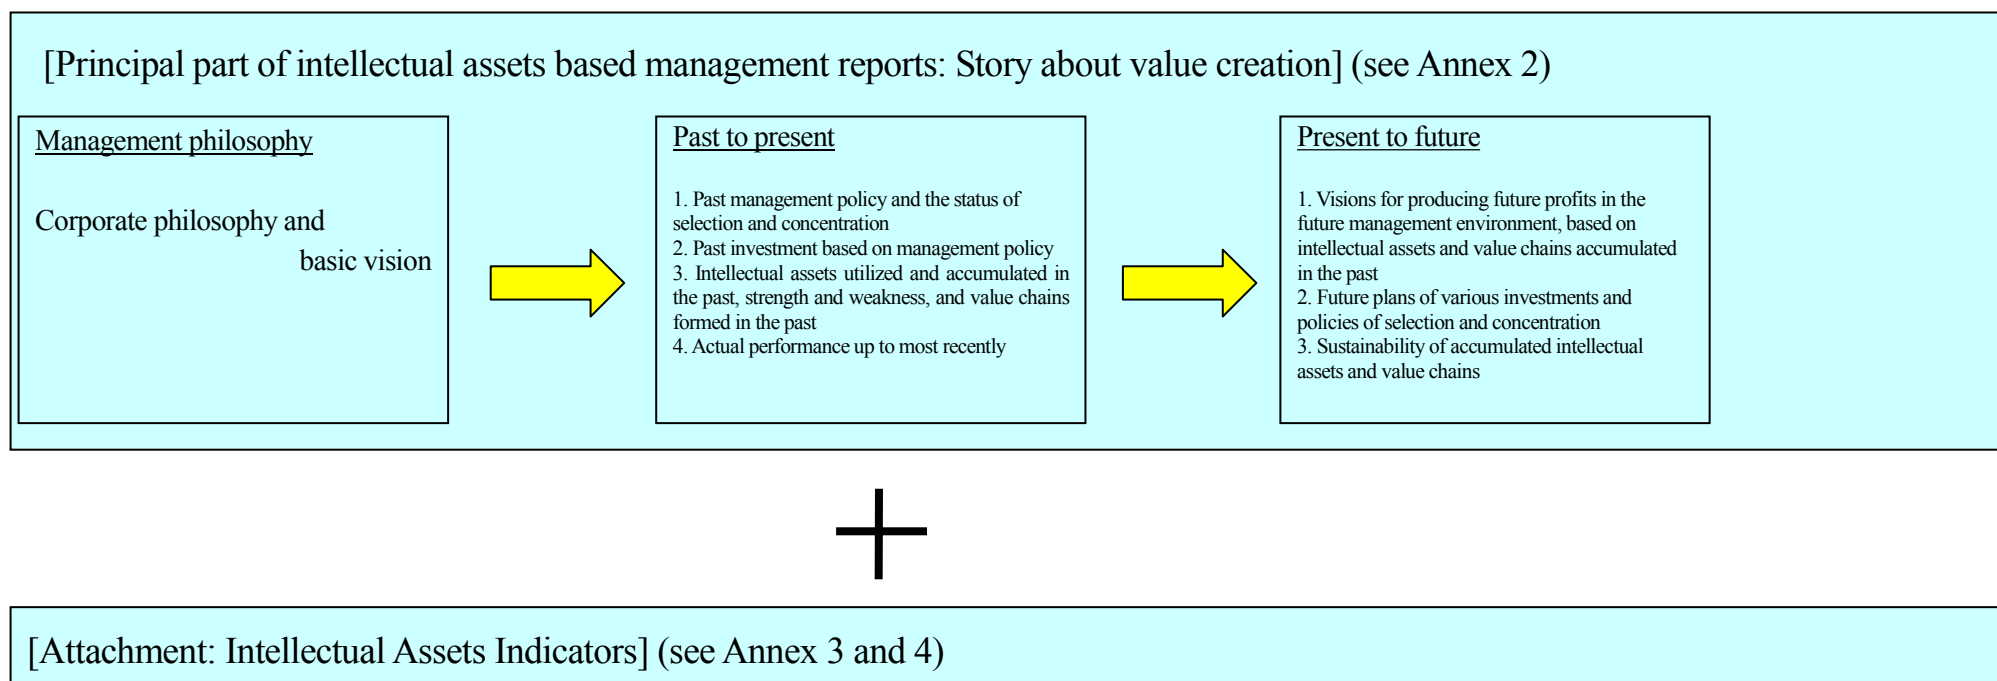 [Principal part of intellectual assets based management reports: Story about value creation] (see Annex 2)
Management philosophy
Corporate philosophy and
basic vision
Past to present
1. Past management policy and the status of
selection and concentration
2. Past investment based on management policy
3. Intellectual assets utilized and accumulated in
the past, strength and weakness, and value chains
formed in the past
4. Actual performance up to most recently
Present to future
1. Visions for producing future profits in the
future management environment, based on
intellectual assets and value chains accumulated
in the past
2. Future plans of various investments and
policies of selection and concentration
3. Sustainability of accumulated intellectual
assets and value chains
[Attachment: Intellectual Assets Indicators] (see Annex 3 and 4)